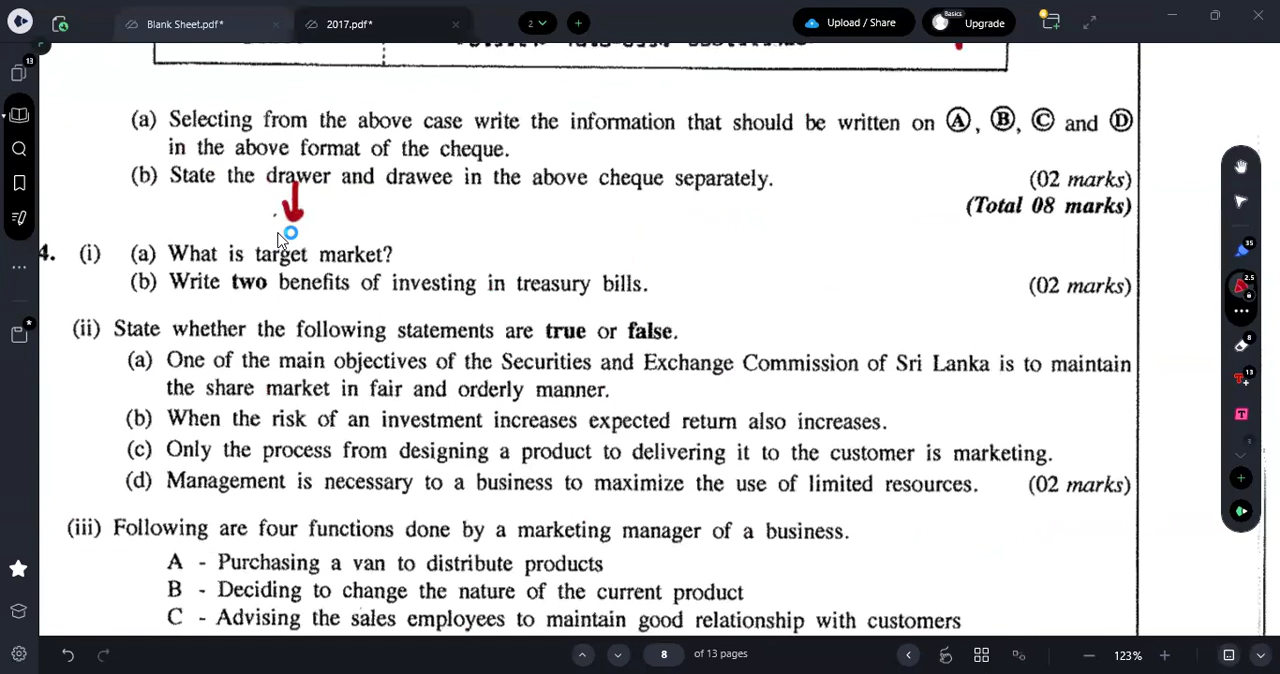 Blank Sheet.pdf*
2017.pdf*
2
Upload / Share
Basics
Upgrade
(a) Selecting from the above case write the information that should be written on Ⓐ, Ⓑ, Ⓒ and Ⓓ
in the above format of the cheque.
(b) State the drawer and drawee in the above cheque separately. (02 marks)
(Total 08 marks)
4. (i) (a) What is target market?
(b) Write two benefits of investing in treasury bills. (02 marks)
(ii) State whether the following statements are true or false.
(a) One of the main objectives of the Securities and Exchange Commission of Sri Lanka is to maintain
the share market in fair and orderly manner.
(b) When the risk of an investment increases expected return also increases.
(c) Only the process from designing a product to delivering it to the customer is marketing.
(d) Management is necessary to a business to maximize the use of limited resources. (02 marks)
(iii) Following are four functions done by a marketing manager of a business.
A - Purchasing a van to distribute products
B - Deciding to change the nature of the current product
C - Advising the sales employees to maintain good relationship with customers
13
35
2.5
8
13
8 of 13 pages
123%